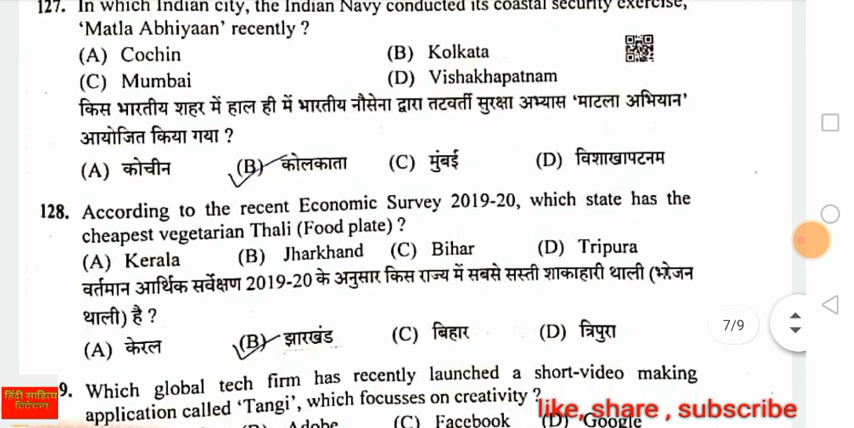 127. In which Indian city, the Indian Navy conducted its coastal security exercise,
‘Matla Abhiyaan’ recently ?
(A) Cochin (B) Kolkata
(C) Mumbai (D) Vishakhapatnam
किस भारतीय शहर में हाल ही में भारतीय नौसेना द्वारा तटवर्ती सुरक्षा अभ्यास ‘माटला अभियान’
आयोजित किया गया ?
(A) कोचीन (B) कोलकाता (C) मुंबई (D) विशाखापटनम
128. According to the recent Economic Survey 2019-20, which state has the
cheapest vegetarian Thali (Food plate) ?
(A) Kerala (B) Jharkhand (C) Bihar (D) Tripura
वर्तमान आर्थिक सर्वेक्षण 2019-20 के अनुसार किस राज्य में सबसे सस्ती शाकाहारी थाली (भोजन
थाली) है ?
(A) केरल (B) झारखंड (C) बिहार (D) त्रिपुरा
7/9
हिंदी साहित्य
विवेचना
9. Which global tech firm has recently launched a short-video making
application called ‘Tangi’, which focusses on creativity ?
like, share , subscribe
Adobe (C) Facebook (D) Google